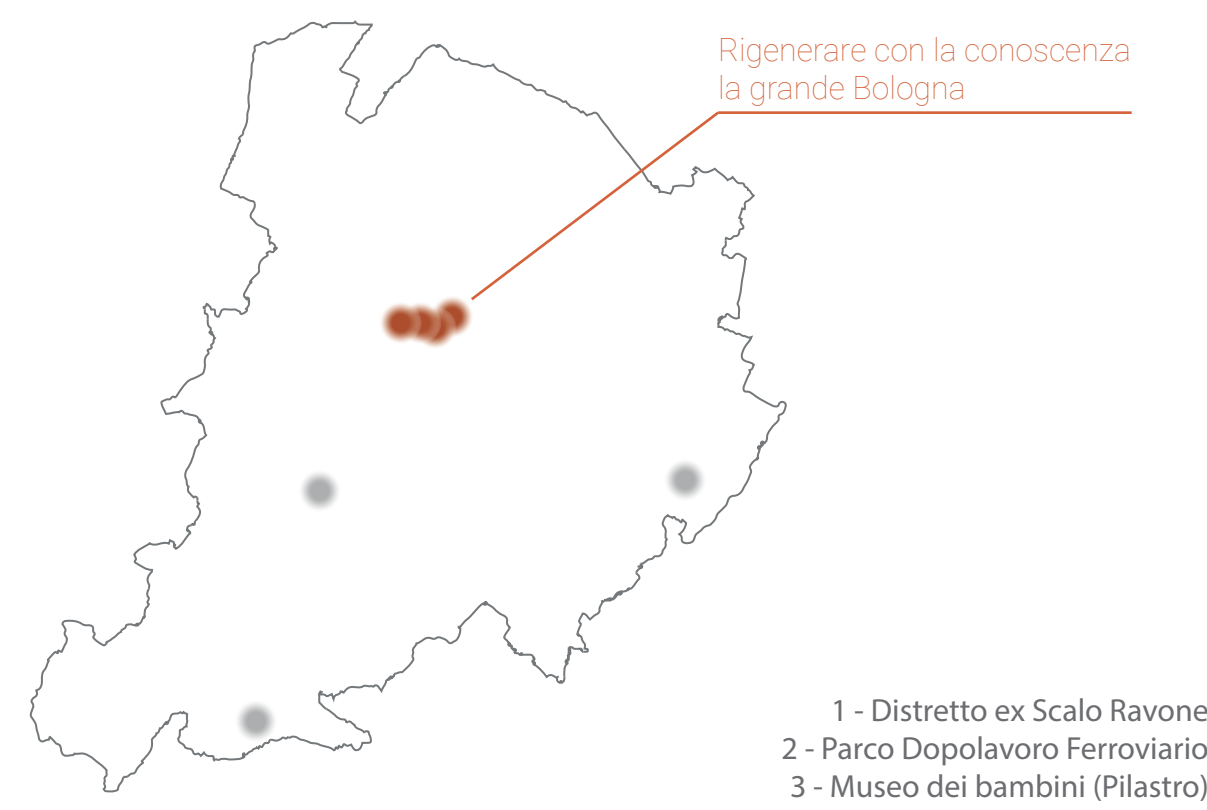 Rigenerare con la conoscenza
la grande Bologna
1 - Distretto ex Scalo Ravone
2 - Parco Dopolavoro Ferroviario
3 - Museo dei bambini (Pilastro)